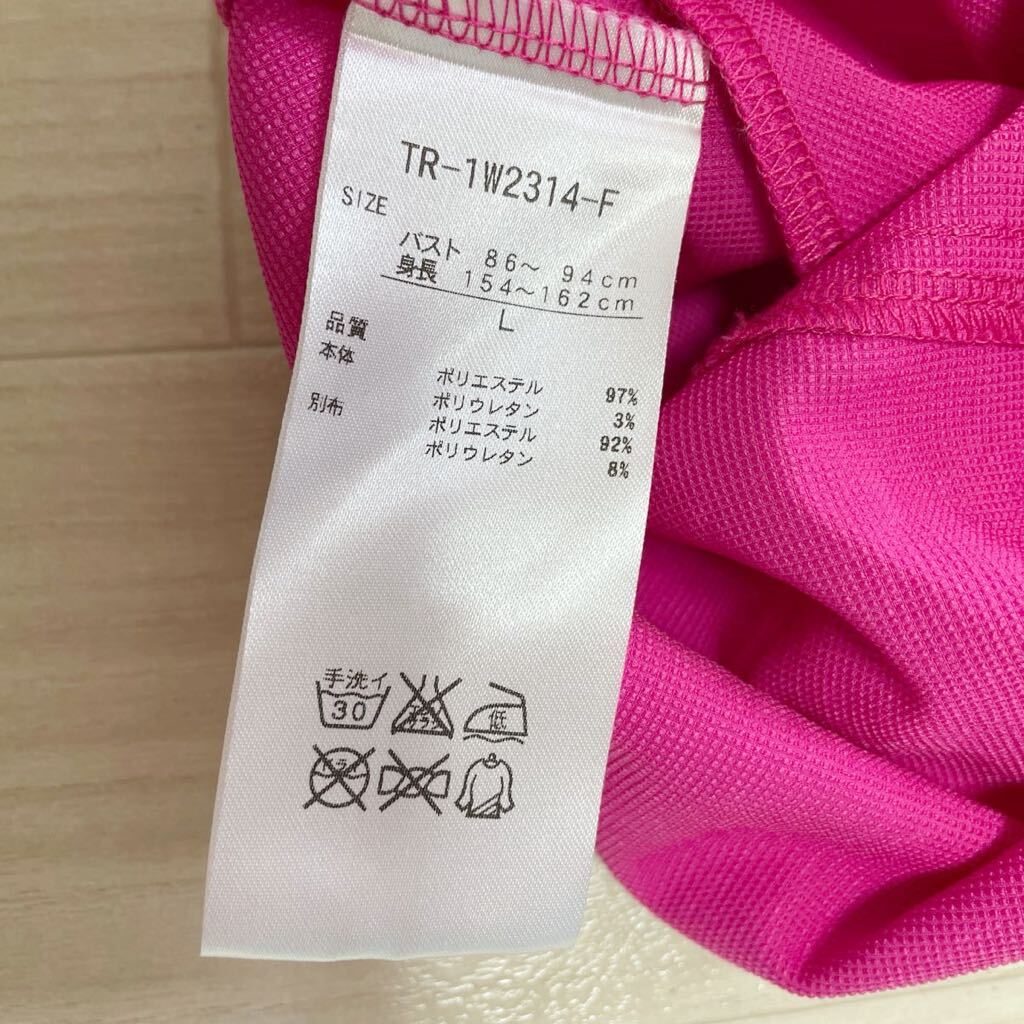 TR-1W2314-F
SIZE
バスト 86〜 94cm
身長 154〜162cm
L
品質
本体 ポリエステル 97%
ポリウレタン 3%
別布 ポリエステル 92%
ポリウレタン 8%
手洗イ
30
低